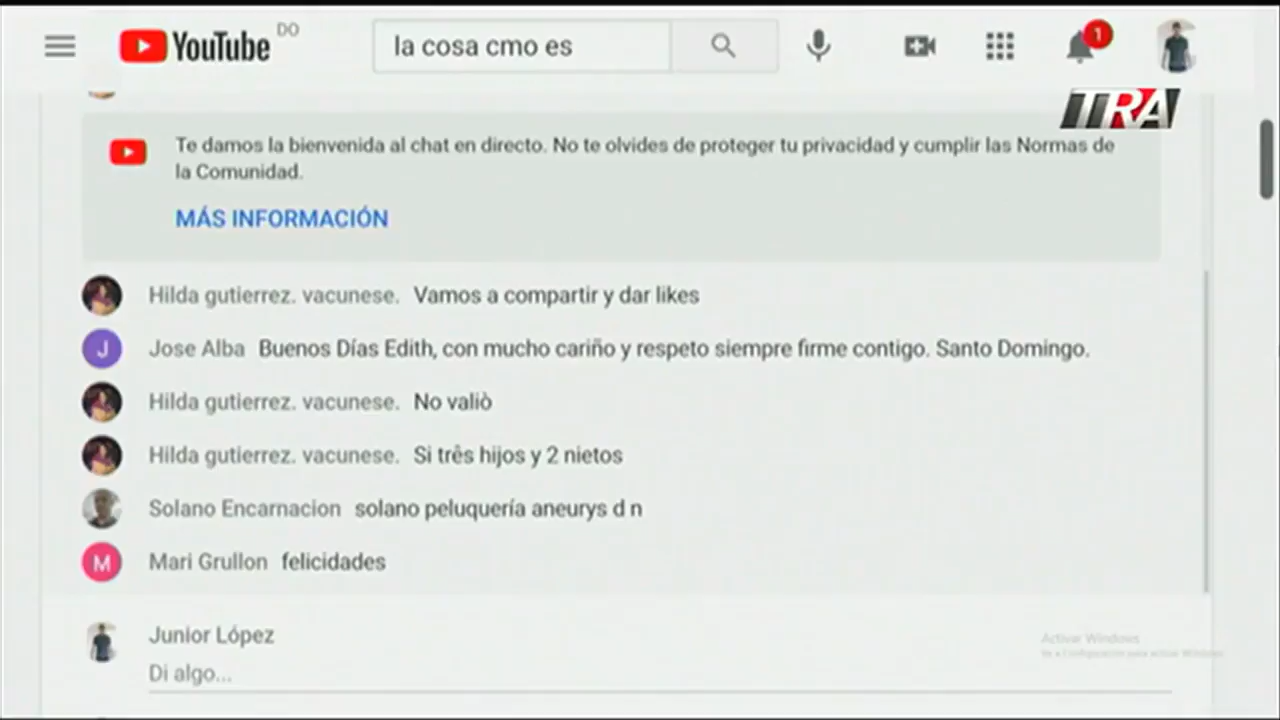 YouTube DO
la cosa cmo es
1
TRA
Te damos la bienvenida al chat en directo. No te olvides de proteger tu privacidad y cumplir las Normas de
la Comunidad.
MÁS INFORMACIÓN
Hilda gutierrez. vacunese. Vamos a compartir y dar likes
J
Jose Alba Buenos Días Edith, con mucho cariño y respeto siempre firme contigo. Santo Domingo.
Hilda gutierrez. vacunese. No valiò
Hilda gutierrez. vacunese. Si três hijos y 2 nietos
Solano Encarnacion solano peluquería aneurys d n
M
Mari Grullon felicidades
Junior López
Di algo...
Activar Windows
Ve a Configuración para activar Windows.